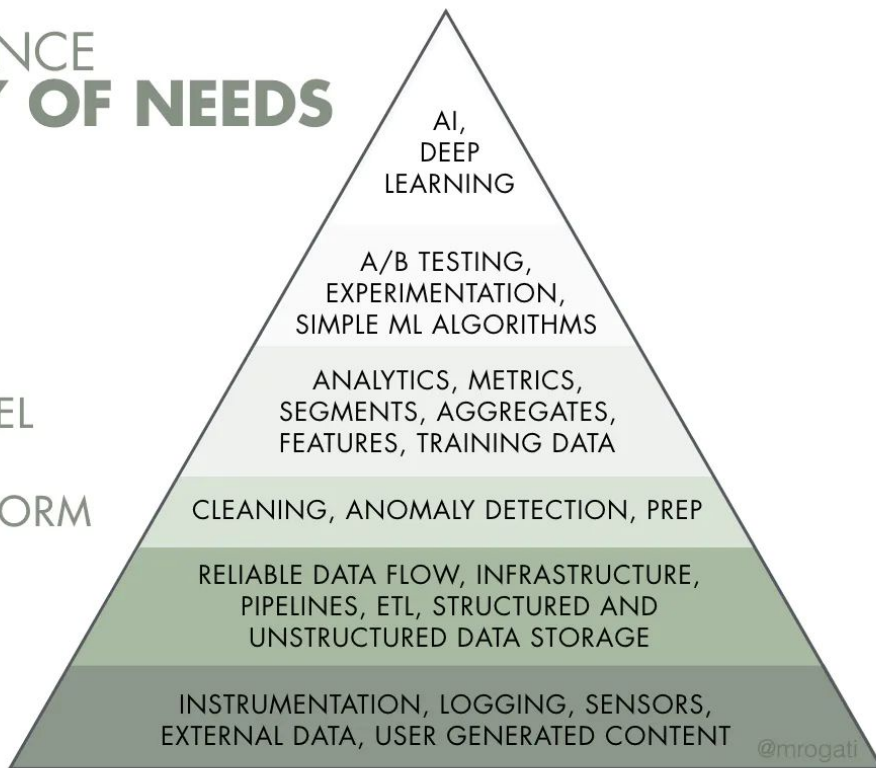 NCE
Y OF NEEDS
AI,
DEEP
LEARNING
A/B TESTING,
EXPERIMENTATION,
SIMPLE ML ALGORITHMS
EL
ANALYTICS, METRICS,
SEGMENTS, AGGREGATES,
FEATURES, TRAINING DATA
ORM
CLEANING, ANOMALY DETECTION, PREP
RELIABLE DATA FLOW, INFRASTRUCTURE,
PIPELINES, ETL, STRUCTURED AND
UNSTRUCTURED DATA STORAGE
INSTRUMENTATION, LOGGING, SENSORS,
EXTERNAL DATA, USER GENERATED CONTENT
@mrogati